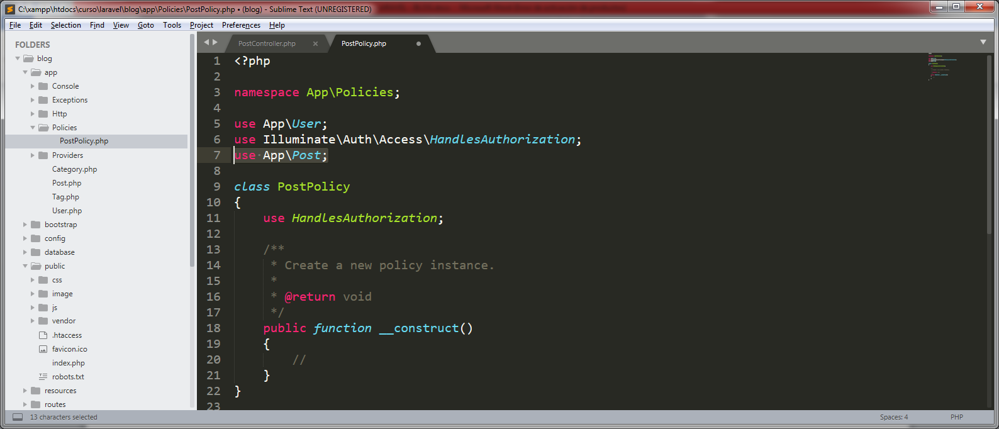 C:\xampp\htdocs\curso\laravel\blog\app\Policies\PostPolicy.php • (blog) - Sublime Text (UNREGISTERED)
File Edit Selection Find View Goto Tools Project Preferences Help
FOLDERS
blog
app
Console
Exceptions
Http
Policies
PostPolicy.php
Providers
Category.php
Post.php
Tag.php
User.php
bootstrap
config
database
public
css
image
js
vendor
.htaccess
favicon.ico
index.php
robots.txt
resources
routes
PostController.php PostPolicy.php
1 <?php
2
3 namespace App\Policies;
4
5 use App\User;
6 use Illuminate\Auth\Access\HandlesAuthorization;
7 use App\Post;
8
9 class PostPolicy
10 {
11     use HandlesAuthorization;
12
13     /**
14      * Create a new policy instance.
15      *
16      * @return void
17      */
18     public function __construct()
19     {
20         //
21     }
22 }
23
13 characters selected Spaces: 4 PHP